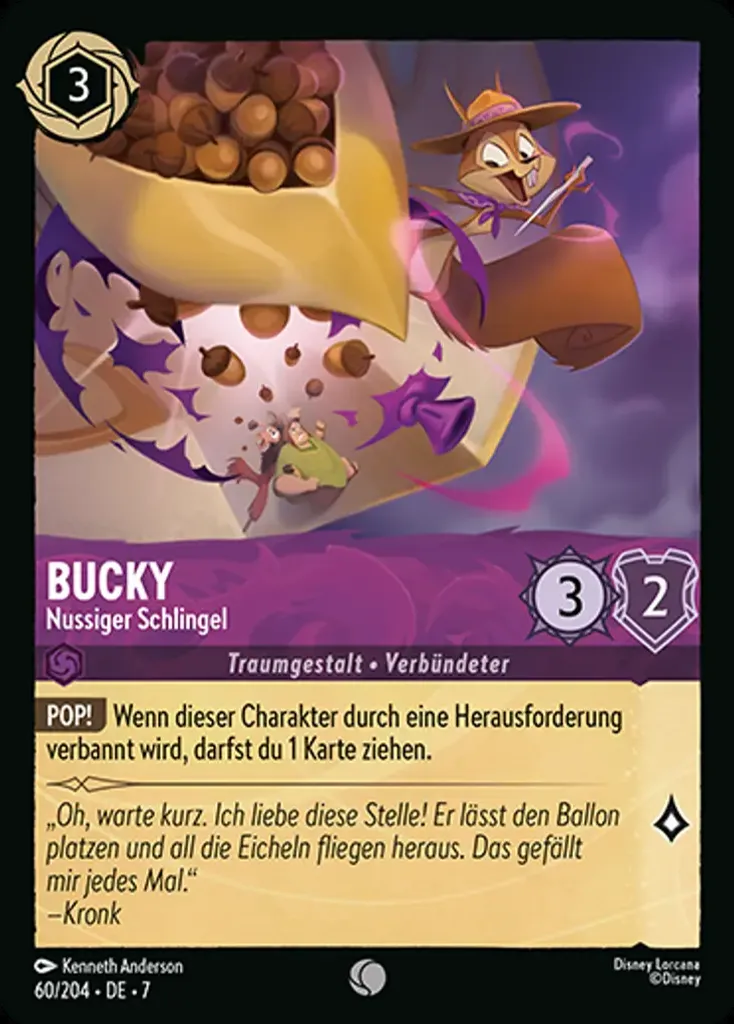 3
BUCKY
Nussiger Schlingel
3
2
Traumgestalt • Verbündeter
POP! Wenn dieser Charakter durch eine Herausforderung
verbannt wird, darfst du 1 Karte ziehen.
„Oh, warte kurz. Ich liebe diese Stelle! Er lässt den Ballon
platzen und all die Eicheln fliegen heraus. Das gefällt
mir jedes Mal.“
–Kronk
Kenneth Anderson
60/204 • DE • 7
Disney Lorcana
©Disney